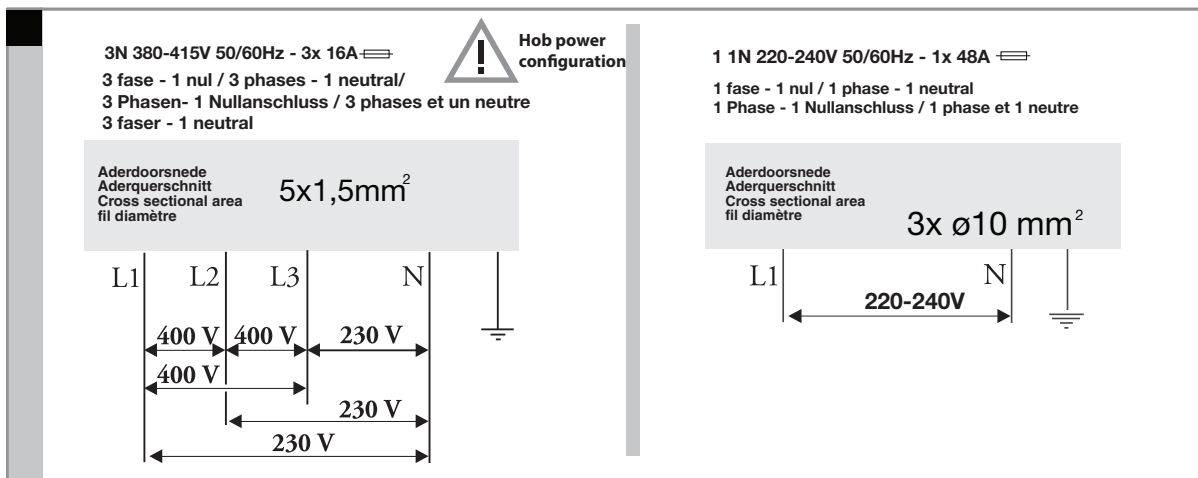 3N 380-415V 50/60Hz - 3x 16A
3 fase - 1 nul / 3 phases - 1 neutral/
3 Phasen- 1 Nullanschluss / 3 phases et un neutre
3 faser - 1 neutral
Hob power
configuration
Aderdoorsnede
Aderquerschnitt
Cross sectional area
fil diamètre
5x1,5mm²
L1 L2 L3 N
400 V 400 V 230 V
400 V
230 V
230 V
1 1N 220-240V 50/60Hz - 1x 48A
1 fase - 1 nul / 1 phase - 1 neutral
1 Phase - 1 Nullanschluss / 1 phase et 1 neutre
Aderdoorsnede
Aderquerschnitt
Cross sectional area
fil diamètre
3x ø10 mm²
L1 N
220-240V